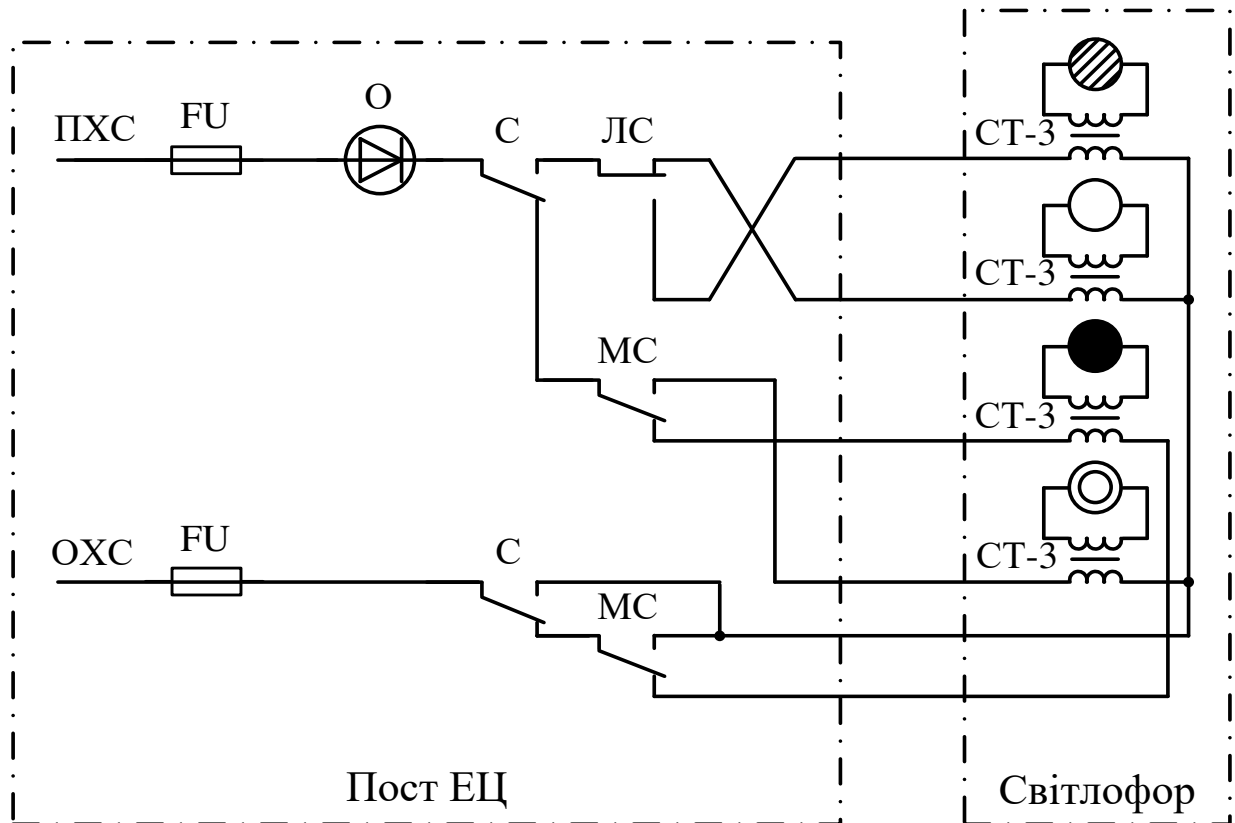 ПХС
FU
О
С
ЛС
СТ-3
СТ-3
МС
СТ-3
ОХС
FU
С
МС
СТ-3
Пост ЕЦ
Світлофор